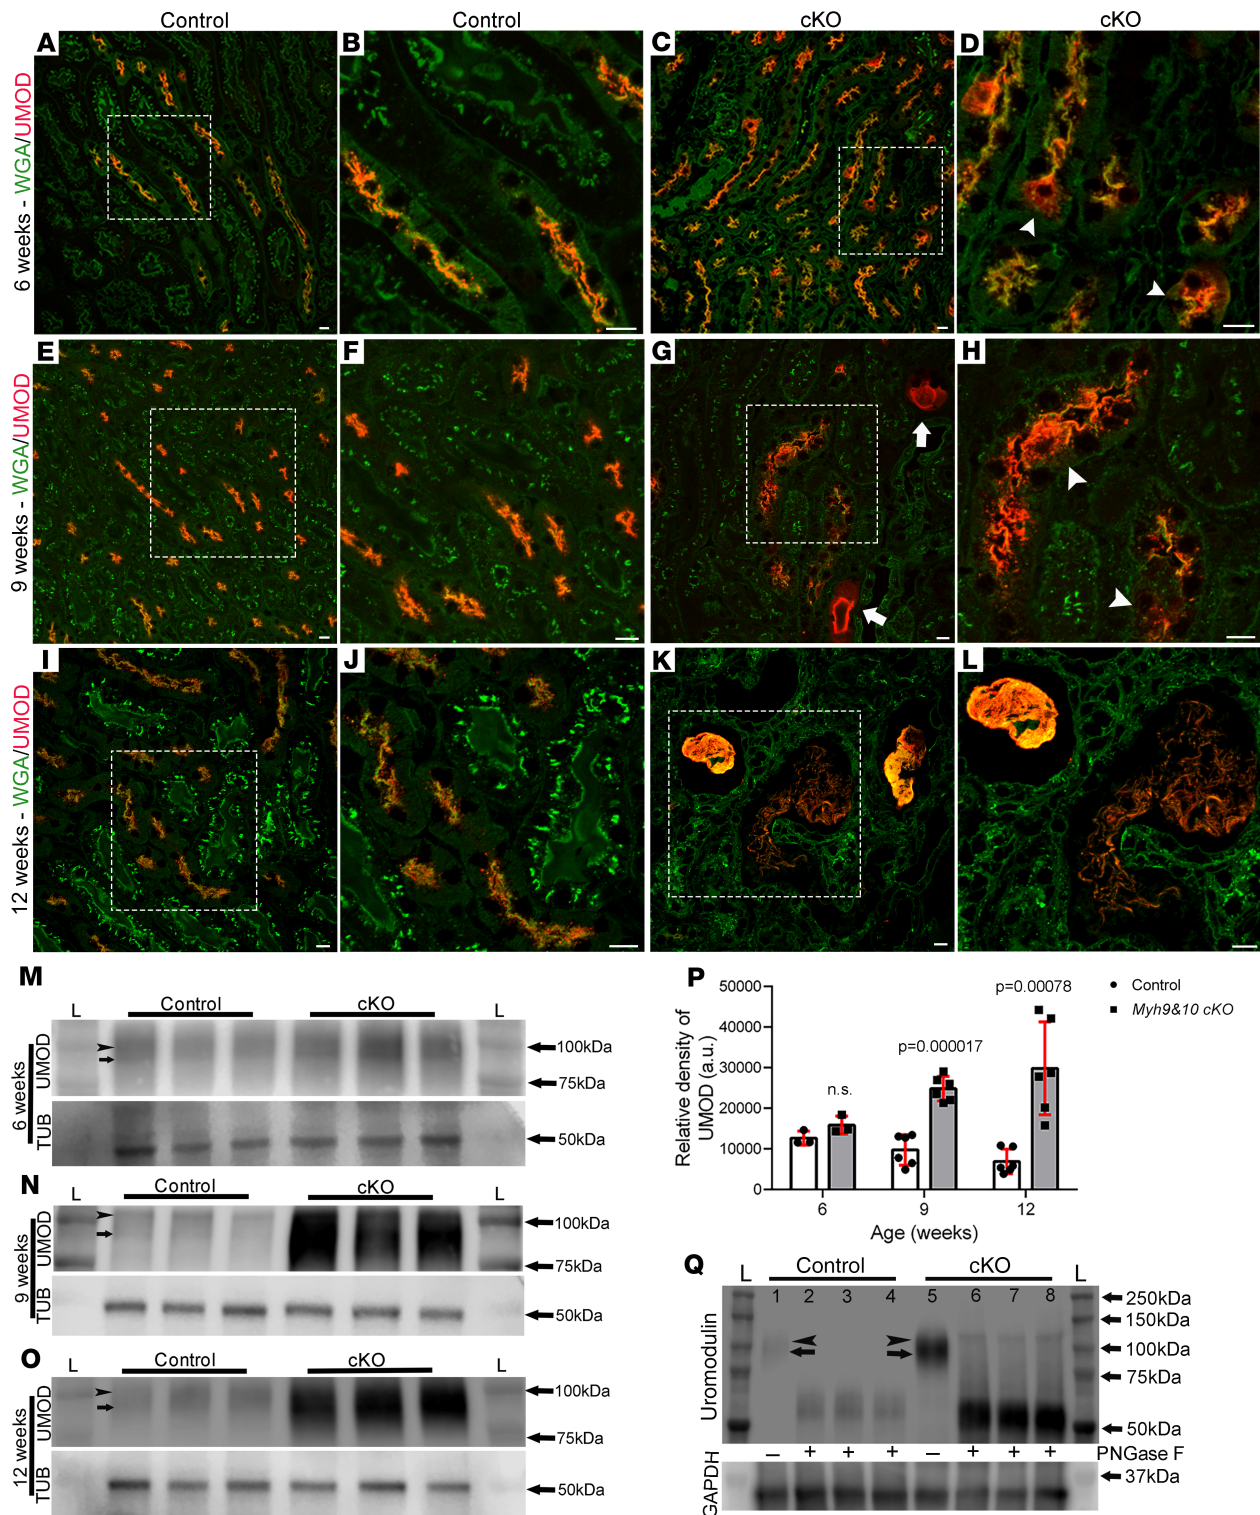 Control Control cKO cKO
A B C D
6 weeks - WGA/UMOD
E F G H
9 weeks - WGA/UMOD
I J K L
12 weeks - WGA/UMOD
M
L Control cKO L
6 weeks
UMOD
TUB
100kDa
75kDa
50kDa
N
L Control cKO L
9 weeks
UMOD
TUB
100kDa
75kDa
50kDa
O
L Control cKO L
12 weeks
UMOD
TUB
100kDa
75kDa
50kDa
P
Relative density of
UMOD (a.u.)
50000
40000
30000
20000
10000
0
n.s.
p=0.000017
p=0.00078
Control
Myh9&10 cKO
6 9 12
Age (weeks)
Q
L Control cKO L
1 2 3 4 5 6 7 8
Uromodulin
250kDa
150kDa
100kDa
75kDa
50kDa
– + + + – + + + PNGase F
GAPDH
37kDa